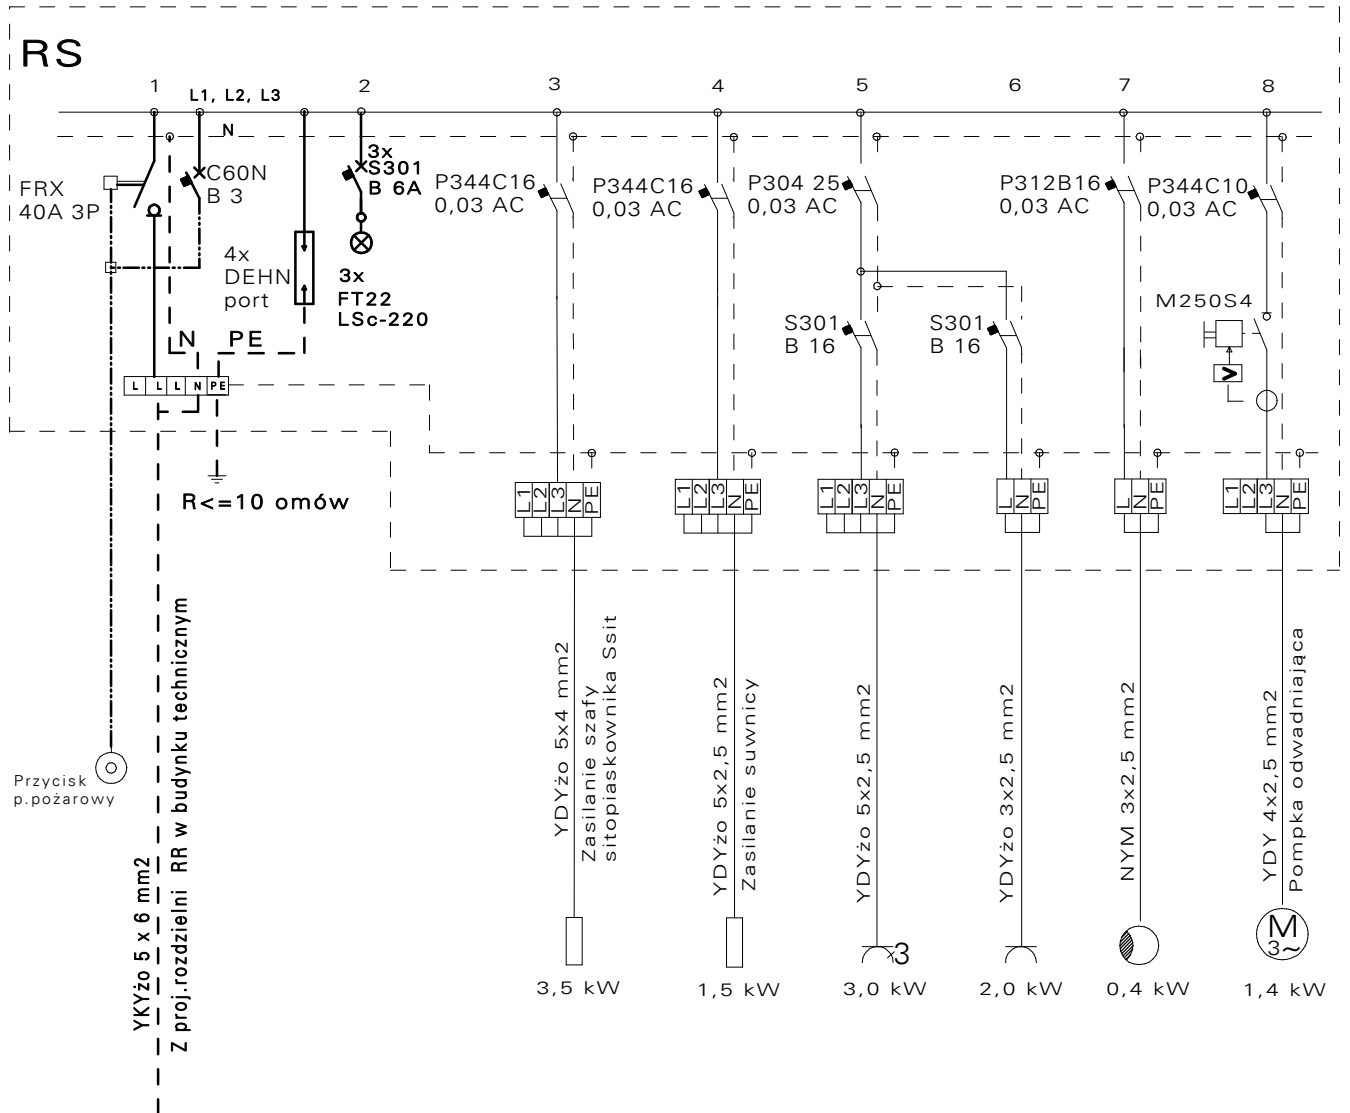 RS
1
L1, L2, L3
2
3
4
5
6
7
8
N
FRX
40A 3P
C60N
B 3
3x
S301
B 6A
4x
DEHN
port
3x
FT22
LSc-220
N
PE
L
L
L
N
PE
R<=10 omów
P344C16
0,03 AC
P344C16
0,03 AC
P304 25
0,03 AC
S301
B 16
S301
B 16
P312B16
0,03 AC
P344C10
0,03 AC
M250S4
>
L1
L2
L3
N
PE
L1
L2
L3
N
PE
L1
L2
L3
N
PE
L
N
PE
L
N
PE
L1
L2
L3
N
PE
Przycisk
p.pożarowy
YKYżo 5 x 6 mm2
Z proj.rozdzielni RR w budynku technicznym
YDYżo 5x4 mm2
Zasilanie szafy
sitopiaskownika Ssit
YDYżo 5x2,5 mm2
Zasilanie suwnicy
YDYżo 5x2,5 mm2
YDYżo 3x2,5 mm2
NYM 3x2,5 mm2
YDY 4x2,5 mm2
Pompka odwadniająca
3
M
3~
3,5 kW
1,5 kW
3,0 kW
2,0 kW
0,4 kW
1,4 kW